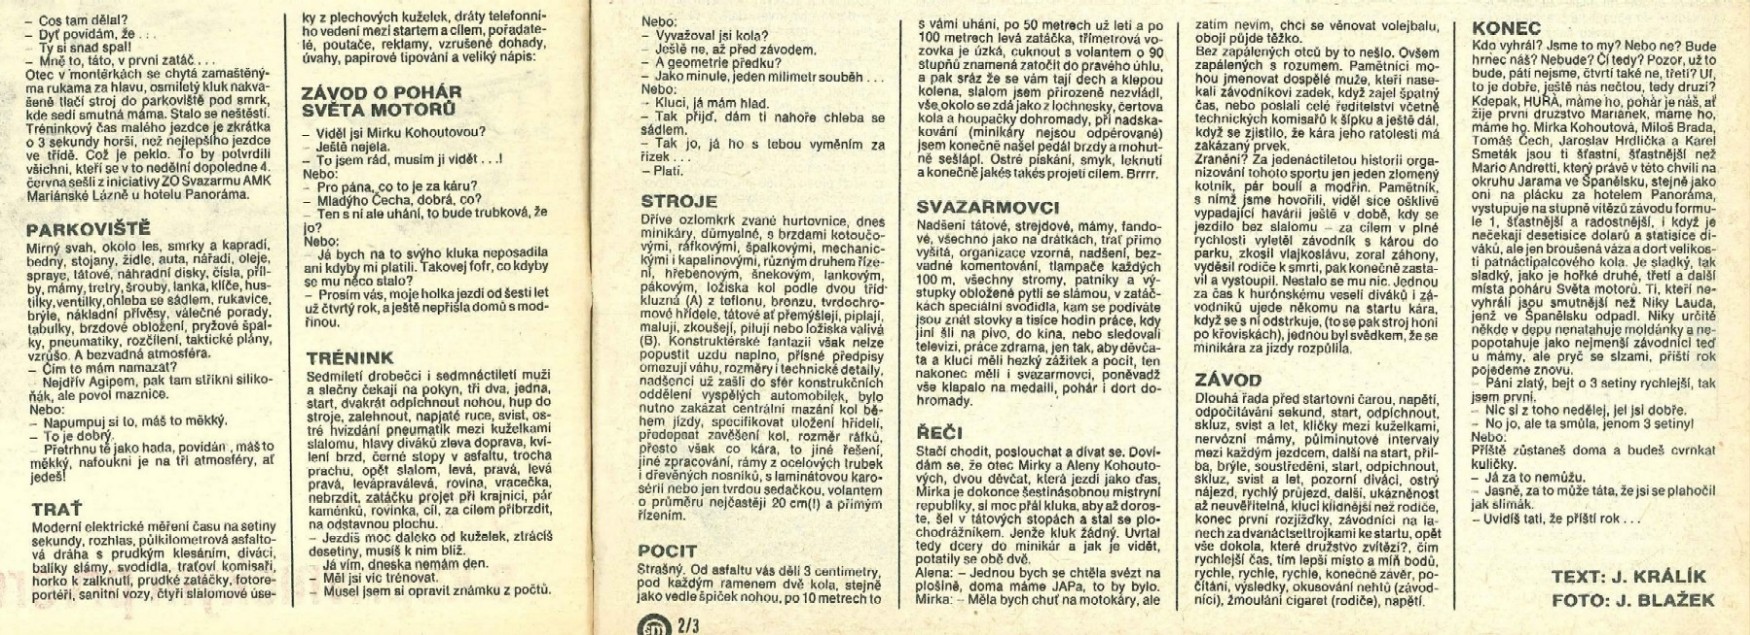 – Cos tam dělal?
– Dyť povídám, že . . .
– Ty si snad spal!
– Mně to, táto, v první zatáč . . .
Otec v montérkách se chytá zamaštěný-
ma rukama za hlavu, osmiletý kluk nakva-
šeně tlačí stroj do parkoviště pod smrk,
kde sedí smutná máma. Stalo se neštěstí.
Tréninkový čas malého jezdce je zkrátka
o 3 sekundy horší, než nejlepšího jezdce
ve třídě. Což je peklo. To by potvrdili
všichni, kteří se v to nedělní dopoledne 4.
června sešli z iniciativy ZO Svazarmu AMK
Mariánské Lázně u hotelu Panoráma.
PARKOVIŠTĚ
Mírný svah, okolo les, smrky a kapradí,
bedny, stojany, židle, auta, nářadí, oleje,
spraye, tátové, náhradní disky, čísla, příl-
by, mámy, tretry, šrouby, lanka, klíče, hus-
tilky, ventilky, chleba se sádlem, rukavice,
brýle, nákladní přívěsy, válečné porady,
tabulky, brzdové obložení, pryžové špal-
ky, pneumatiky, rozčílení, taktické plány,
vzrůšo. A bezvadná atmosféra.
– Čím to mám namazat?
– Nejdřív Agipem, pak tam stříkni siliko-
ňák, ale povol maznice.
Nebo:
– Napumpuj si to, máš to měkký.
– To je dobrý.
– Přetrhnu tě jako hada, povídán, máš to
měkký, nafoukni je na tři atmosféry, ať
jedeš!
TRAŤ
Moderní elektrické měření času na setiny
sekundy, rozhlas, půlkilometrová asfalto-
vá dráha s prudkým klesáním, diváci,
balíky slámy, svodidla, traťoví komisaři,
horko k zalknutí, prudké zatáčky, fotore-
portéři, sanitní vozy, čtyři slalomové úse-
ky z plechových kuželek, dráty telefonní-
ho vedení mezi startem a cílem, pořadate-
lé, poutače, reklamy, vzrušené dohady,
úvahy, papírové tipování a veliký nápis:
ZÁVOD O POHÁR
SVĚTA MOTORŮ
– Viděl jsi Mirku Kohoutovou?
– Ještě nejela.
– To jsem rád, musím ji vidět . . .!
Nebo:
– Pro pána, co to je za káru?
– Mladýho Čecha, dobrá, co?
– Ten s ní ale uhání, to bude trubková, že
jo?
Nebo:
– Já bych na to svýho kluka neposadila
ani kdyby mi platili. Takovej fofr, co kdyby
se mu něco stalo?
– Prosím vás, moje holka jezdí od šesti let
už čtvrtý rok, a ještě nepřišla domů s mod-
řinou.
TRÉNINK
Sedmiletí drobečci i sedmnáctiletí muži
a slečny čekají na pokyn, tři dva, jedna,
start, dvakrát odpíchnout nohou, hup do
stroje, zalehnout, napjaté ruce, svist, os-
tré hvízdání pneumatik mezi kuželkami
slalomu, hlavy diváků zleva doprava, kví-
lení brzd, černé stopy v asfaltu, trocha
prachu, opět slalom, levá, pravá, levá
pravá, levápraválevá, rovina, vracečka,
nebrzdit, zatáčku projet při krajnici, pár
kaménků, rovinka, cíl, za cílem přibrzdit,
na odstavnou plochu.
– Jezdíš moc daleko od kuželek, ztrácíš
desetiny, musíš k nim blíž.
– Já vím, dneska nemám den.
– Měl jsi víc trénovat.
– Musel jsem si opravit známku z počtů.
Nebo:
– Vyvažoval jsi kola?
– Ještě ne, až před závodem.
– A geometrie předku?
– Jako minule, jeden milimetr souběh . . .
Nebo:
– Kluci, já mám hlad.
– Tak přijď, dám ti nahoře chleba se
sádlem.
– Tak jo, já ho s tebou vyměním za
řízek . . .
– Platí.
STROJE
Dříve ozlomkrk zvané hurtovnice, dnes
minikáry, důmyslné, s brzdami kotoučo-
vými, ráfkovými, špalkovými, mechanic-
kými i kapalinovými, různým druhem říze-
ní, hřebenovým, šnekovým, lankovým,
pákovým, ložiska kol podle dvou tříd
kluzná (A) z teflonu, bronzu, tvrdochro-
mové hřídele, tátové ať přemýšlejí, piplají,
malují, zkoušejí, pilují nebo ložiska valivá
(B). Konstruktérské fantazii však nelze
popustit uzdu naplno, přísné předpisy
omezují váhu, rozměry i technické detaily,
nadšenci už zašli do sfér konstrukčních
oddělení vyspělých automobilek, bylo
nutno zakázat centrální mazání kol bě-
hem jízdy, specifikovat uložení hřídelí,
předepsat zavěšení kol, rozměr ráfků,
přesto však co kára, to jiné řešení,
jiné zpracování, rámy z ocelových trubek
i dřevěných nosníků, s laminátovou karo-
sérií nebo jen tvrdou sedačkou, volantem
o průměru nejčastěji 20 cm(!) a přímým
řízením.
POCIT
Strašný. Od asfaltu vás dělí 3 centimetry,
pod každým ramenem dvě kola, stejně
jako vedle špiček nohou, po 10 metrech to
s vámi uhání, po 50 metrech už letí a po
100 metrech levá zatáčka, třímetrová vo-
zovka je úzká, cuknout s volantem o 90
stupňů znamená zatočit do pravého úhlu,
a pak sráz že se vám tají dech a klepou
kolena, slalom jsem přirozeně nezvládl,
vše okolo se zdá jako z lochnesky, čertova
kola a houpačky dohromady, při nadska-
kování (minikáry nejsou odpérované)
jsem konečně našel pedál brzdy a mohut-
ně sešlápl. Ostré pískání, smyk, leknutí
a konečně jakés takés projetí cílem. Brrrr.
SVAZARMOVCI
Nadšení tátové, strejdové, mámy, fando-
vé, všechno jako na drátkách, trať přímo
vyšitá, organizace vzorná, nadšení, bez-
vadné komentování, tlampače každých
100 m, všechny stromy, patníky a vý-
stupky obložené pytli se slámou, v zatáč-
kách speciální svodidla, kam se podíváte
jsou znát stovky a tisíce hodin práce, kdy
jiní šli na pivo, do kina, nebo sledovali
televizi, práce zdrama, jen tak, aby děvča-
ta a kluci měli hezký zážitek a pocit, ten
nakonec měli i svazarmovci, poněvadž
vše klapalo na medaili, pohár i dort do-
hromady.
ŘEČI
Stačí chodit, poslouchat a dívat se. Doví-
dám se, že otec Mirky a Aleny Kohouto-
vých, dvou děvčat, která jezdí jako ďas,
Mirka je dokonce šestinásobnou mistryní
republiky, si moc přál kluka, aby až doros-
te, šel v tátových stopách a stal se plo-
chodrážníkem. Jenže kluk žádný. Uvrtal
tedy dcery do minikár a jak je vidět,
potatily se obě dvě.
Alena: – Jednou bych se chtěla svézt na
plošině, doma máme JAPa, to by bylo.
Mirka: – Měla bych chuť na motokáry, ale
zatím nevím, chci se věnovat volejbalu,
obojí půjde těžko.
Bez zapálených otců by to nešlo. Ovšem
zapálených s rozumem. Pamětníci mo-
hou jmenovat dospělé muže, kteří nase-
kali závodníkovi zadek, když zajel špatný
čas, nebo poslali celé ředitelství včetně
technických komisařů k šípku a ještě dál,
když se zjistilo, že kára jeho ratolesti má
zakázaný prvek.
Zranění? Za jedenáctiletou historii orga-
nizování tohoto sportu jen jeden zlomený
kotník, pár boulí a modřin. Pamětník,
s nímž jsme hovořili, viděl sice ošklivě
vypadající havárii ještě v době, kdy se
jezdilo bez slalomu – za cílem v plné
rychlosti vyletěl závodník s károu do
parku, zkosil vlajkoslávu, zoral záhony,
vyděsil rodiče k smrti, pak konečně zasta-
vil a vystoupil. Nestalo se mu nic. Jednou
za čas k hurónskému veselí diváků i zá-
vodníků ujede někomu na startu kára,
když se s ní odstrkuje, (to se pak stroj honí
po křoviskách), jednou byl svědkem, že se
minikára za jízdy rozpůlila.
ZÁVOD
Dlouhá řada před startovní čarou, napětí,
odpočítávání sekund, start, odpíchnout,
skluz, svist a let, kličky mezi kuželkami,
nervózní mámy, půlminutové intervaly
mezi každým jezdcem, další na start, přil-
ba, brýle, soustředění, start, odpíchnout,
skluz, svist a let, pozorní diváci, ostrý
nájezd, rychlý průjezd, další, ukázněnost
až neuvěřitelná, kluci klidnější než rodiče,
konec první rozjížďky, závodníci na la-
nech za dvanáctsettrojkami ke startu, opět
vše dokola, které družstvo zvítězí?, čím
rychlejší čas, tím lepší místo a míň bodů,
rychle, rychle, rychle, konečně závěr, po-
čítání, výsledky, okusování nehtů (závod-
níci), žmoulání cigaret (rodiče), napětí.
KONEC
Kdo vyhrál? Jsme to my? Nebo ne? Bude
hrnec náš? Nebude? Čí tedy? Pozor, už to
bude, pátí nejsme, čtvrtí také ne, třetí? Uf,
to je dobře, ještě nás nečtou, tedy druzí?
Kdepak, HURÁ, máme ho, pohár je náš, ať
žije první družstvo Mariánek, máme ho,
máme ho. Mirka Kohoutová, Miloš Brada,
Tomáš Čech, Jaroslav Hrdlička a Karel
Smeták jsou ti šťastní, šťastnější než
Mario Andretti, který právě v této chvíli na
okruhu Jarama ve Španělsku, stejně jako
oni na plácku za hotelem Panoráma,
vystupuje na stupně vítězů závodu formu-
le 1, šťastnější a radostnější, i když je
nečekají desetisíce dolarů a statisíce di-
váků, ale jen broušená váza a dort velikos-
ti patnáctipalcového kola. Je sladký, tak
sladký, jako je hořké druhé, třetí a další
místa poháru Světa motorů. Ti, kteří ne-
vyhráli jsou smutnější než Niky Lauda,
jenž ve Španělsku odpadl. Niky určitě
někde v depu nenatahuje moldánky a ne-
popotahuje jako nejmenší závodníci teď
u mámy, ale pryč se slzami, příští rok
pojedeme znovu.
– Páni zlatý, bejt o 3 setiny rychlejší, tak
jsem první.
– Nic si z toho nedělej, jel jsi dobře.
– No jo, ale ta smůla, jenom 3 setiny!
Nebo:
Příště zůstaneš doma a budeš cvrnkat
kuličky.
– Já za to nemůžu.
– Jasně, za to může táta, že jsi se plahočil
jak slimák.
– Uvidíš tati, že příští rok . . .
TEXT: J. KRÁLÍK
FOTO: J. BLAŽEK
2/3